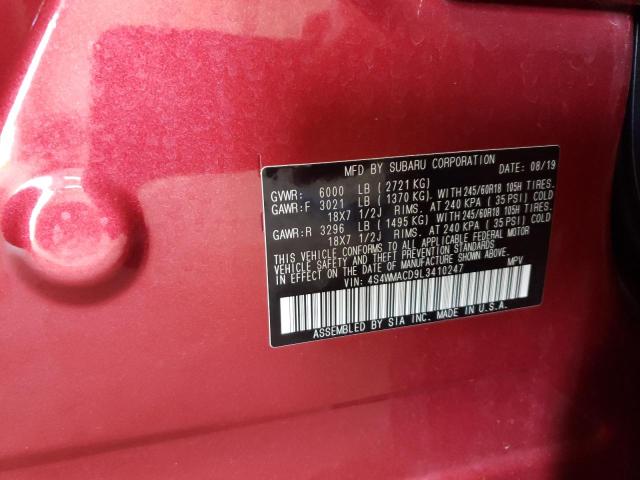 MFD BY SUBARU CORPORATION DATE: 08/19
GVWR: 6000 LB ( 2721 KG)
GAWR:F 3021 LB ( 1370 KG). WITH 245/60R18 105H TIRES.
18X7 1/2J RIMS. AT 240 KPA ( 35 PSI) COLD
GAWR:R 3296 LB ( 1495 KG). WITH 245/60R18 105H TIRES.
18X7 1/2J RIMS. AT 240 KPA ( 35 PSI) COLD
THIS VEHICLE CONFORMS TO ALL APPLICABLE FEDERAL MOTOR
VEHICLE SAFETY AND THEFT PREVENTION STANDARDS
IN EFFECT ON THE DATE OF MANUFACTURE SHOWN ABOVE.
VIN: 4S4WMACD9L3410247 MPV
ASSEMBLED BY SIA INC. MADE IN U.S.A.